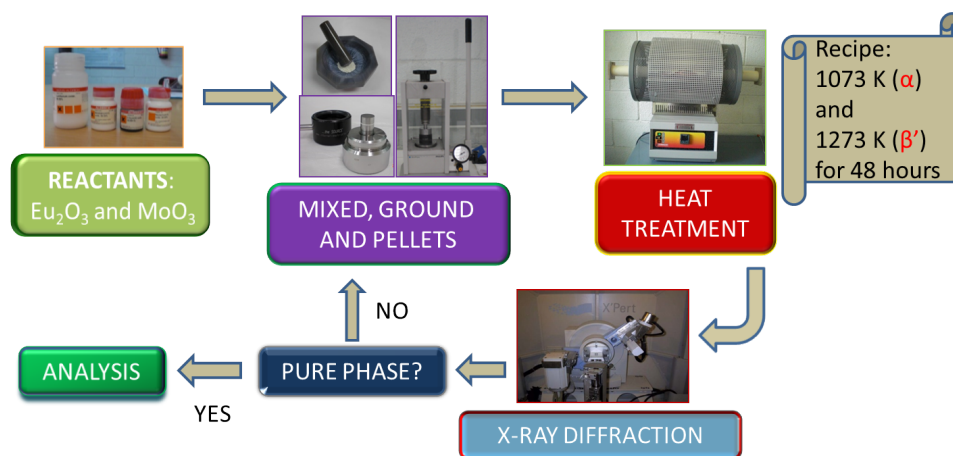 REACTANTS:
Eu₂O₃ and MoO₃
MIXED, GROUND
AND PELLETS
HEAT
TREATMENT
Recipe:
1073 K (α)
and
1273 K (β’)
for 48 hours
X'Pert
X-RAY DIFFRACTION
PURE PHASE?
NO
YES
ANALYSIS